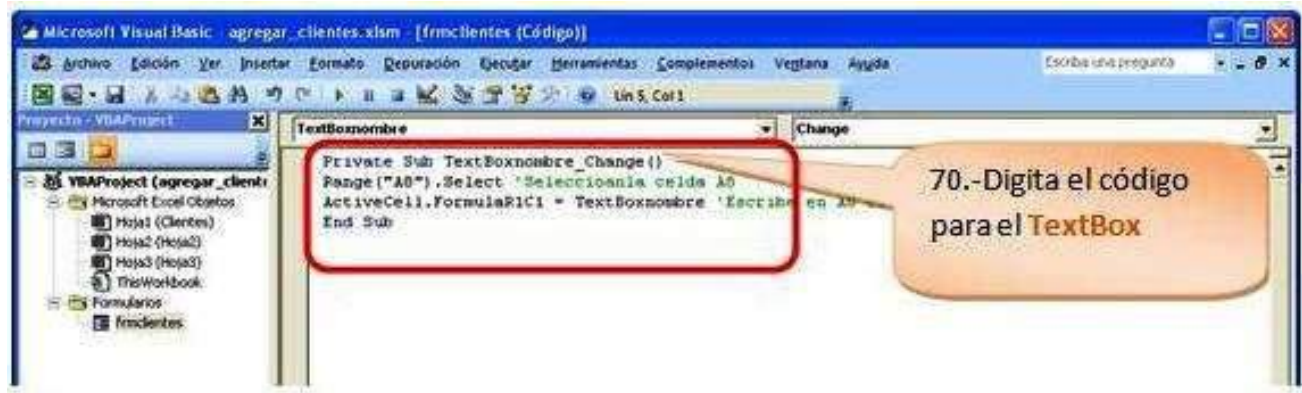 Microsoft Visual Basic - agregar_clientes.xlsm - [frmclientes (Código)]
Archivo Edición Ver Insertar Formato Depuración Ejecutar Herramientas Complementos Ventana Ayuda Escriba una pregunta
Lin 5, Col 1
Proyecto - VBAProject
TextBoxnombre Change
VBAProject (agregar_cliente
Microsoft Excel Objetos
Hoja1 (Clientes)
Hoja2 (Hoja2)
Hoja3 (Hoja3)
ThisWorkbook
Formularios
frmclientes
Private Sub TextBoxnombre_Change()
Range("A8").Select 'Selecciona la celda A8
ActiveCell.FormulaR1C1 = TextBoxnombre 'Escribe en
End Sub
70.-Digita el código
para el TextBox